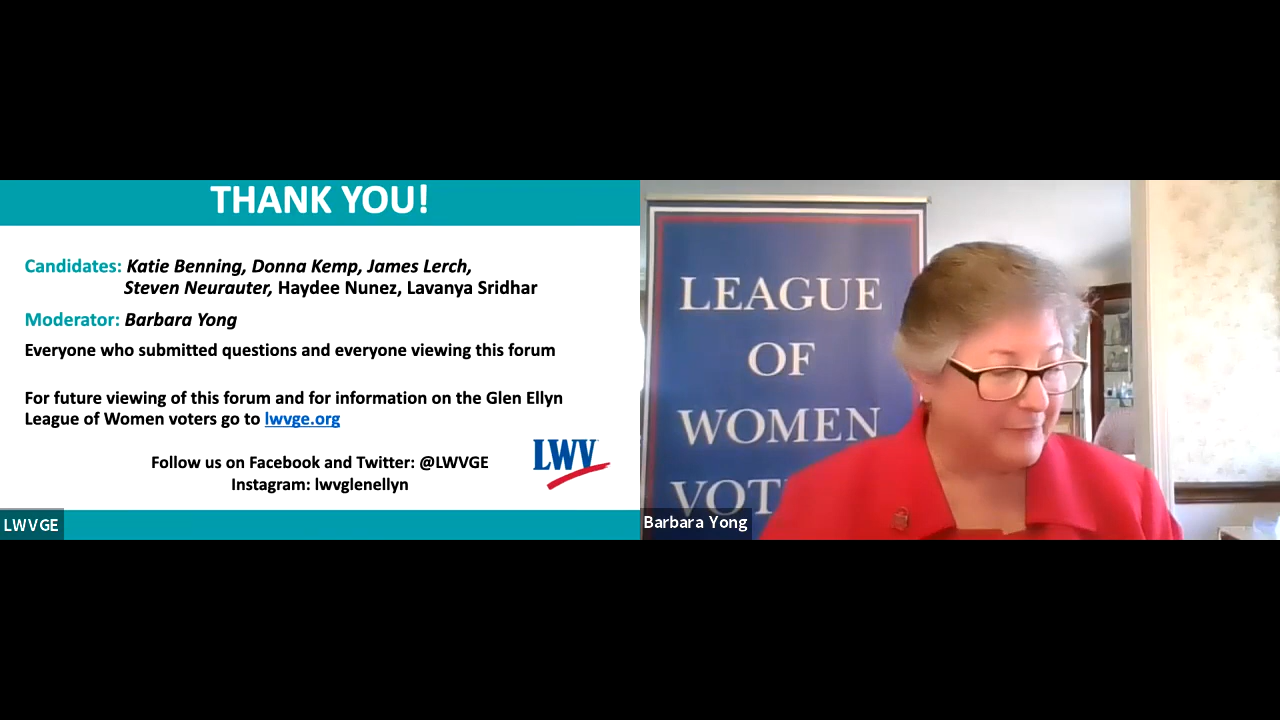 THANK YOU!
Candidates: Katie Benning, Donna Kemp, James Lerch,
Steven Neurauter, Haydee Nunez, Lavanya Sridhar
Moderator: Barbara Yong
Everyone who submitted questions and everyone viewing this forum
For future viewing of this forum and for information on the Glen Ellyn
League of Women voters go to lwvge.org
Follow us on Facebook and Twitter: @LWVGE
Instagram: lwvglenellyn
LWV
LWVGE
LEAGUE
OF
WOMEN
VOT
Barbara Yong